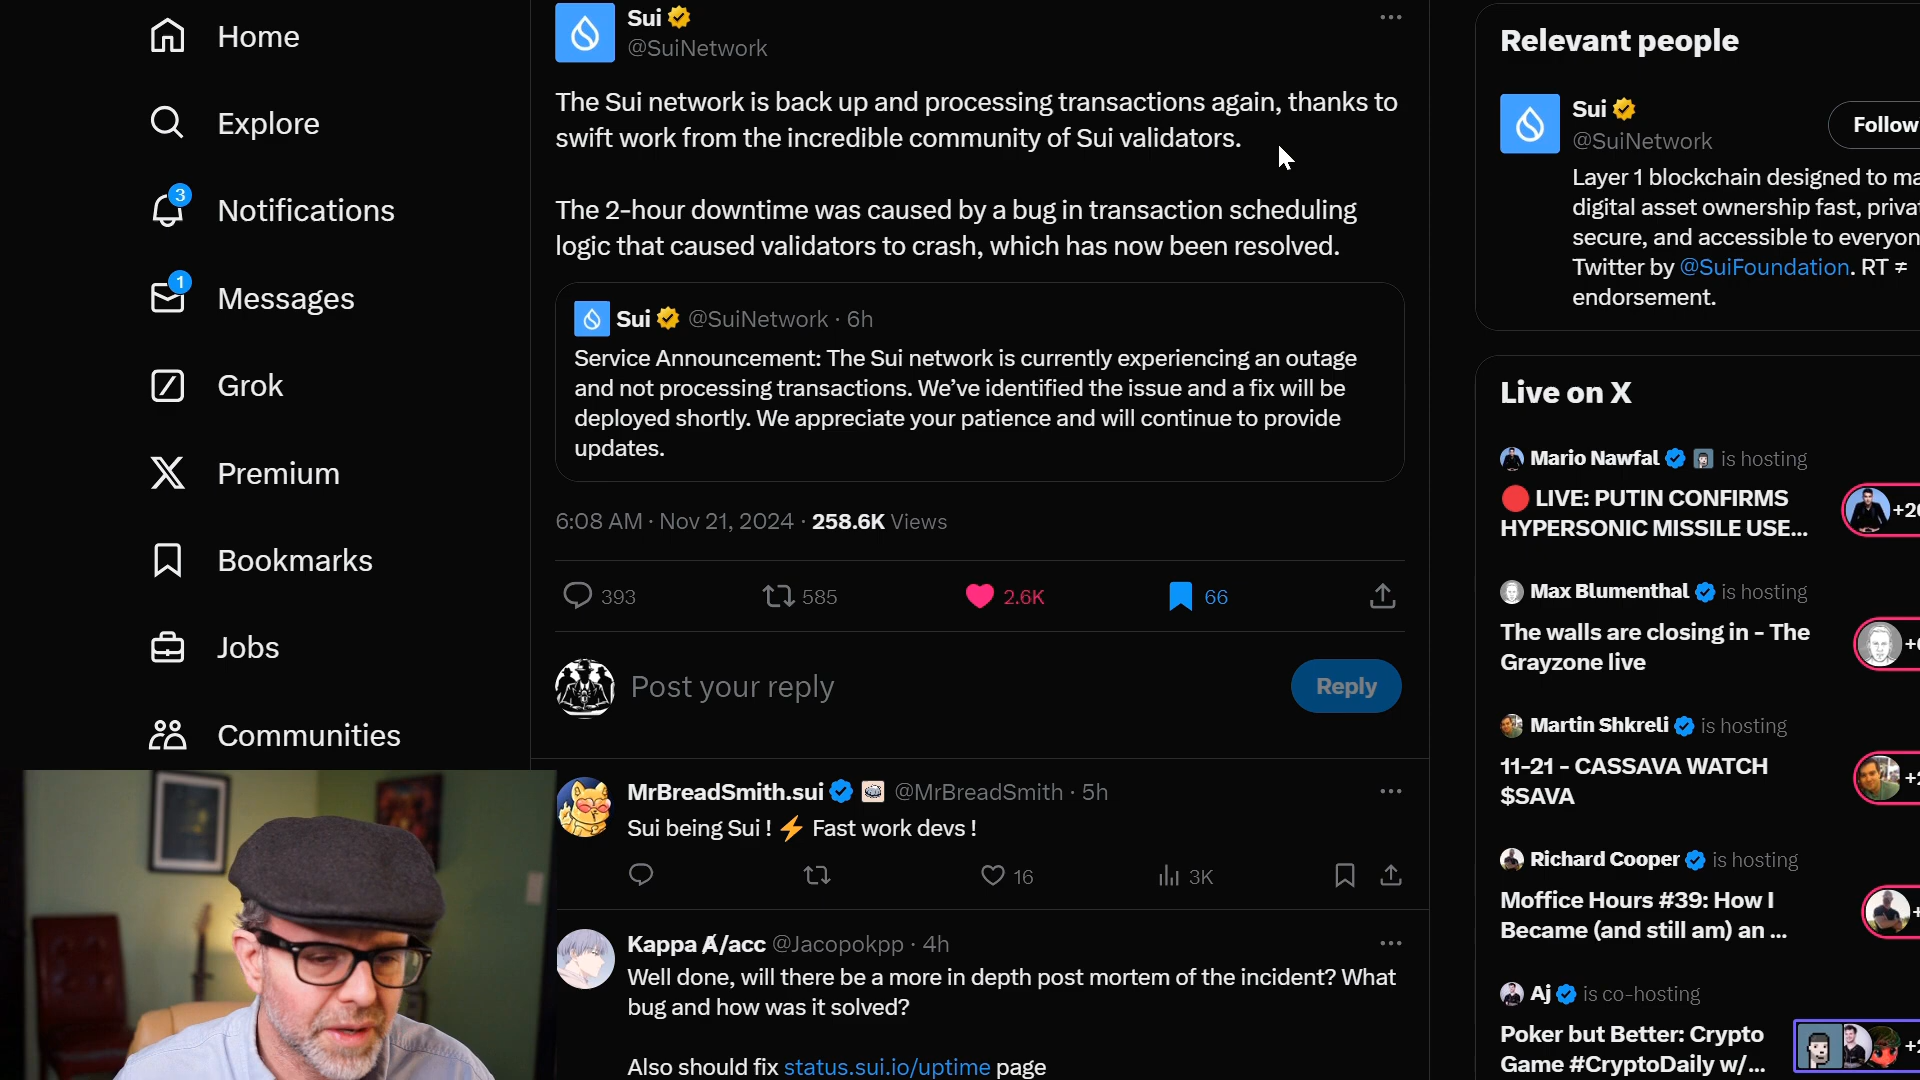 Home
Explore
3
Notifications
1
Messages
Grok
Premium
Bookmarks
Jobs
Communities
Sui
@SuiNetwork
The Sui network is back up and processing transactions again, thanks to
swift work from the incredible community of Sui validators.
The 2-hour downtime was caused by a bug in transaction scheduling
logic that caused validators to crash, which has now been resolved.
Sui @SuiNetwork · 6h
Service Announcement: The Sui network is currently experiencing an outage
and not processing transactions. We’ve identified the issue and a fix will be
deployed shortly. We appreciate your patience and will continue to provide
updates.
6:08 AM · Nov 21, 2024 · 258.6K Views
393 585 2.6K 66
Post your reply
Reply
MrBreadSmith.sui @MrBreadSmith · 5h
Sui being Sui ! ⚡ Fast work devs !
16 3K
Kappa Ⱥ/acc @Jacopokpp · 4h
Well done, will there be a more in depth post mortem of the incident? What
bug and how was it solved?
Also should fix status.sui.io/uptime page
Relevant people
Sui
@SuiNetwork
Follow
Layer 1 blockchain designed to ma
digital asset ownership fast, priva
secure, and accessible to everyon
Twitter by @SuiFoundation. RT ≠
endorsement.
Live on X
Mario Nawfal is hosting
🔴 LIVE: PUTIN CONFIRMS
HYPERSONIC MISSILE USE...
Max Blumenthal is hosting
The walls are closing in - The
Grayzone live
Martin Shkreli is hosting
11-21 - CASSAVA WATCH
$SAVA
Richard Cooper is hosting
Moffice Hours #39: How I
Became (and still am) an ...
Aj is co-hosting
Poker but Better: Crypto
Game #CryptoDaily w/...